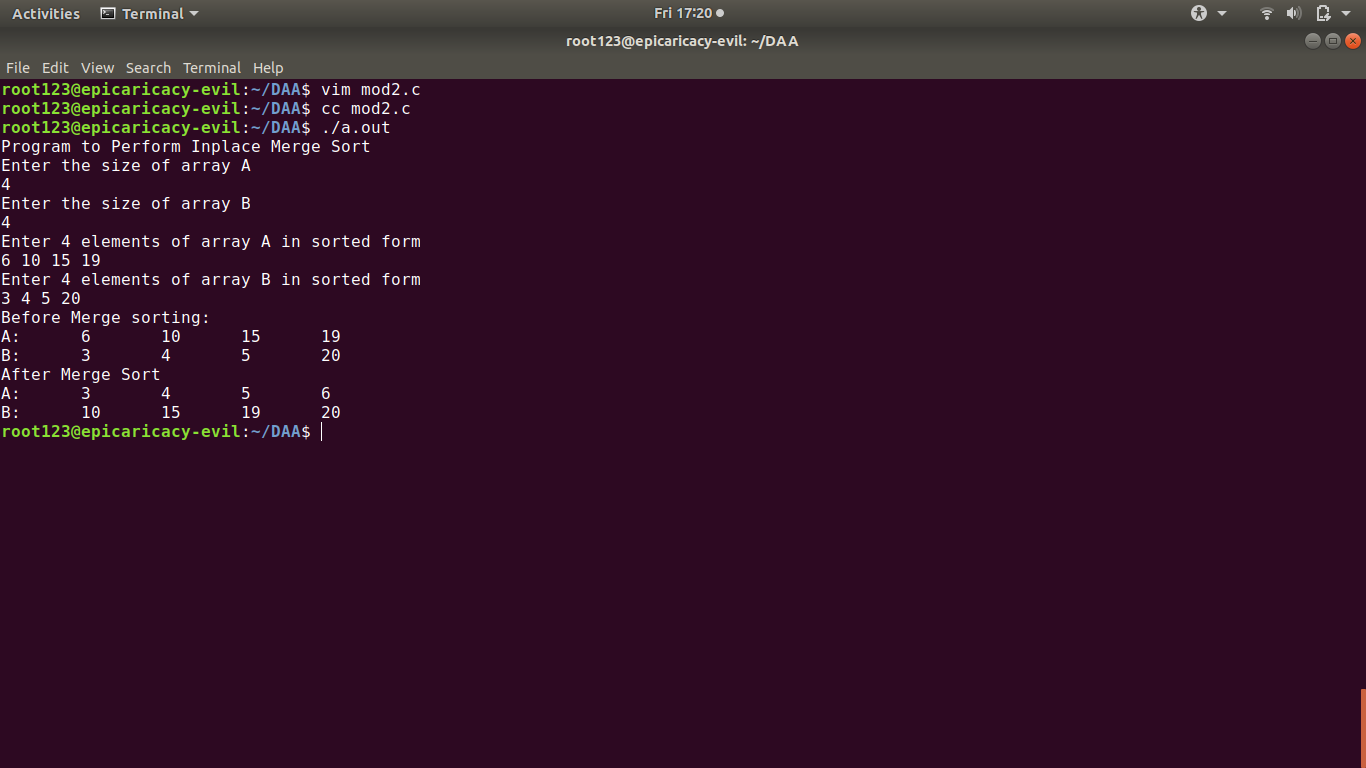 Activities Terminal Fri 17:20
root123@epicaricacy-evil: ~/DAA
File Edit View Search Terminal Help
root123@epicaricacy-evil:~/DAA$ vim mod2.c
root123@epicaricacy-evil:~/DAA$ cc mod2.c
root123@epicaricacy-evil:~/DAA$ ./a.out
Program to Perform Inplace Merge Sort
Enter the size of array A
4
Enter the size of array B
4
Enter 4 elements of array A in sorted form
6 10 15 19
Enter 4 elements of array B in sorted form
3 4 5 20
Before Merge sorting:
A: 6 10 15 19
B: 3 4 5 20
After Merge Sort
A: 3 4 5 6
B: 10 15 19 20
root123@epicaricacy-evil:~/DAA$